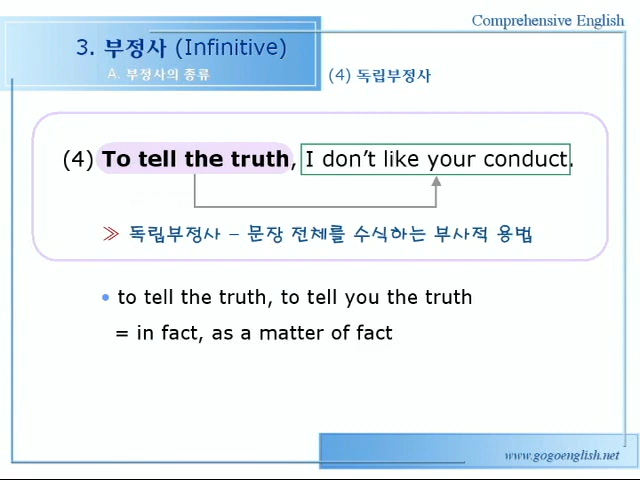 Comprehensive English
3. 부정사 (Infinitive)
A. 부정사의 종류
(4) 독립부정사
(4) To tell the truth, I don't like your conduct.
≫ 독립부정사 – 문장 전체를 수식하는 부사적 용법
• to tell the truth, to tell you the truth
= in fact, as a matter of fact
www.gogoenglish.net